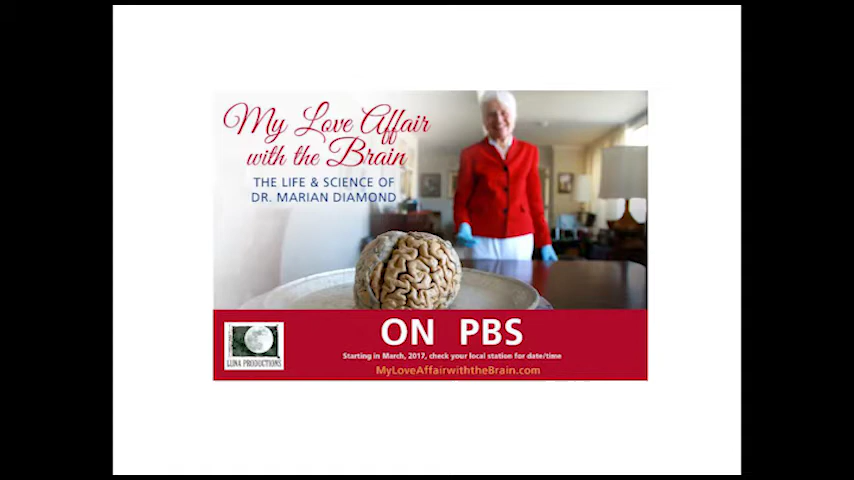 My Love Affair
with the Brain
THE LIFE & SCIENCE OF
DR. MARIAN DIAMOND
ON PBS
Starting in March, 2017, check your local station for date/time
MyLoveAffairwiththeBrain.com
LUNA PRODUCTIONS